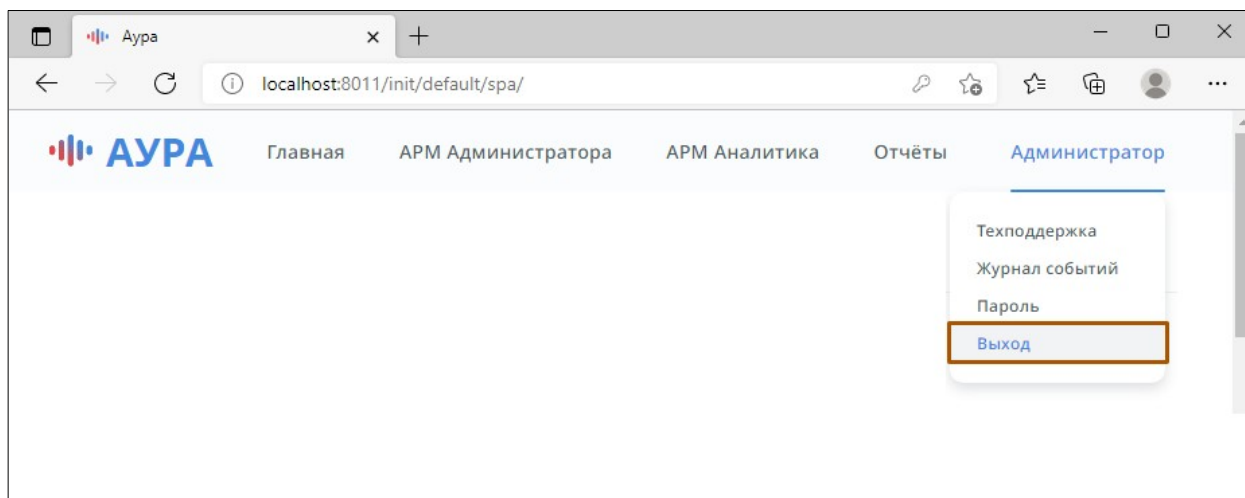 Аура
localhost:8011/init/default/spa/
АУРА Главная АРМ Администратора АРМ Аналитика Отчёты Администратор
Техподдержка
Журнал событий
Пароль
Выход